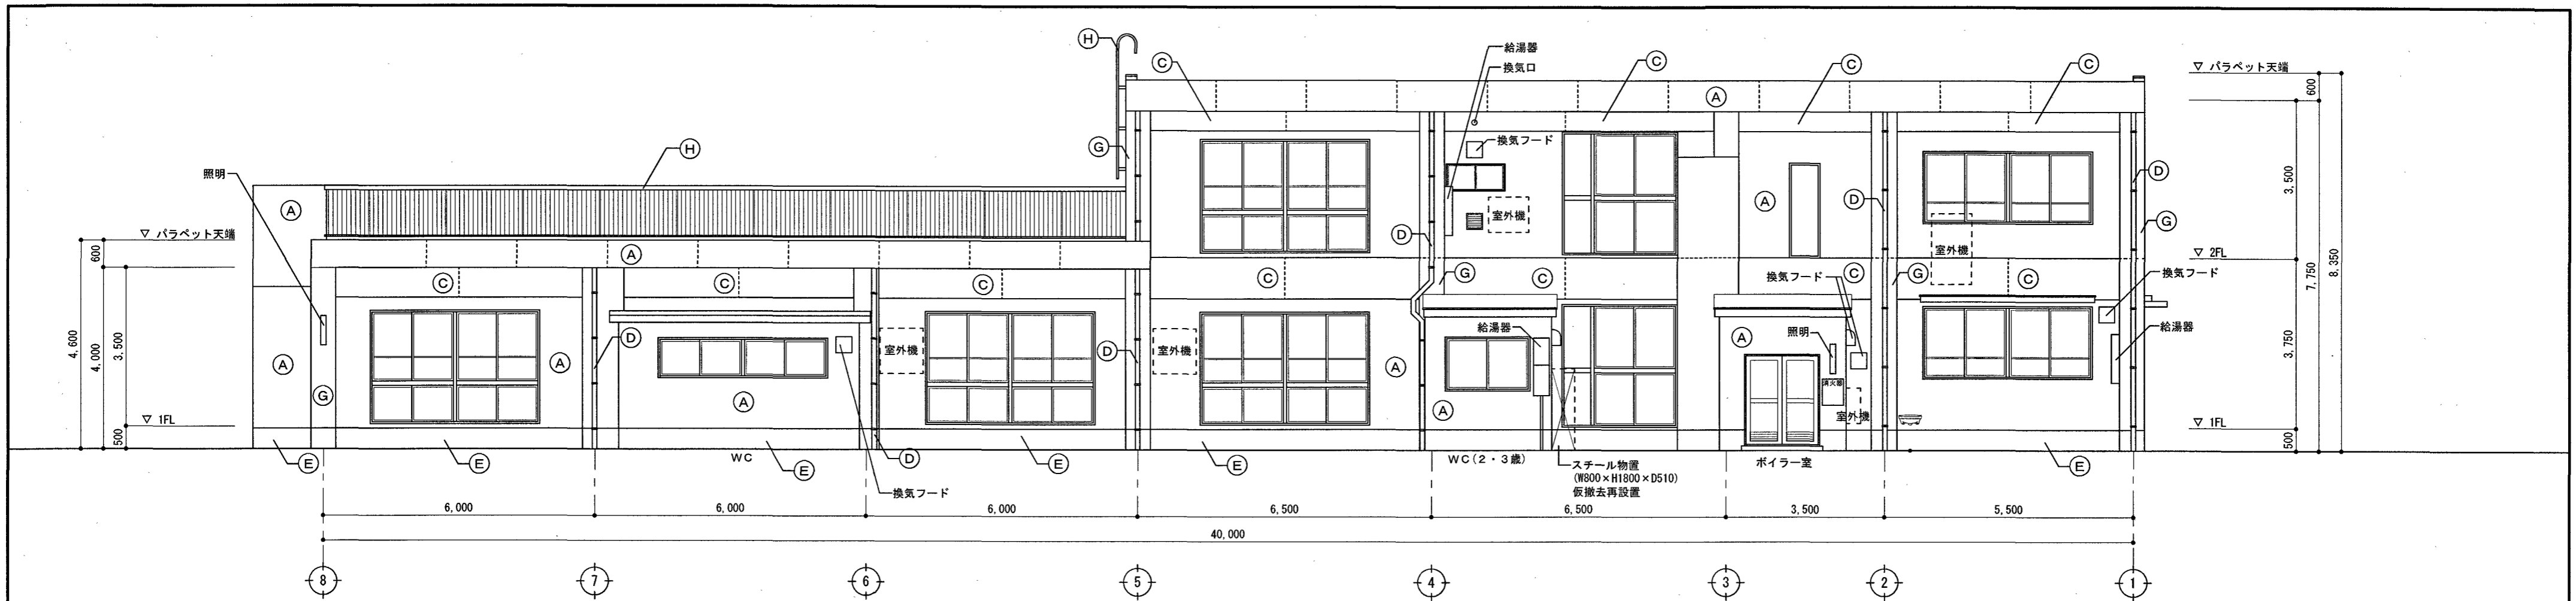 H
C
給湯器
換気口
C
C
C
▽ パラペット天端
600
A
G
換気フード
H
照明
D
3,500
A
室外機
A
D
G
▽ パラペット天端
600
A
D
室外機
7,750
8,350
▽ 2FL
C
C
C
C
G
C
換気フード
C
G
C
換気フード
4,600
4,000
3,500
D
室外機
D
室外機
給湯器
A
照明
給湯器
3,750
A
G
A
A
A
A
消火器
室外機
▽ 1FL
500
▽ 1FL
500
E
E
WC
E
D
E
E
WC(2・3歳)
スチール物置
(W800×H1800×D510)
仮撤去再設置
ボイラー室
E
換気フード
6,000
6,000
6,000
6,500
6,500
3,500
5,500
40,000
8
7
6
5
4
3
2
1